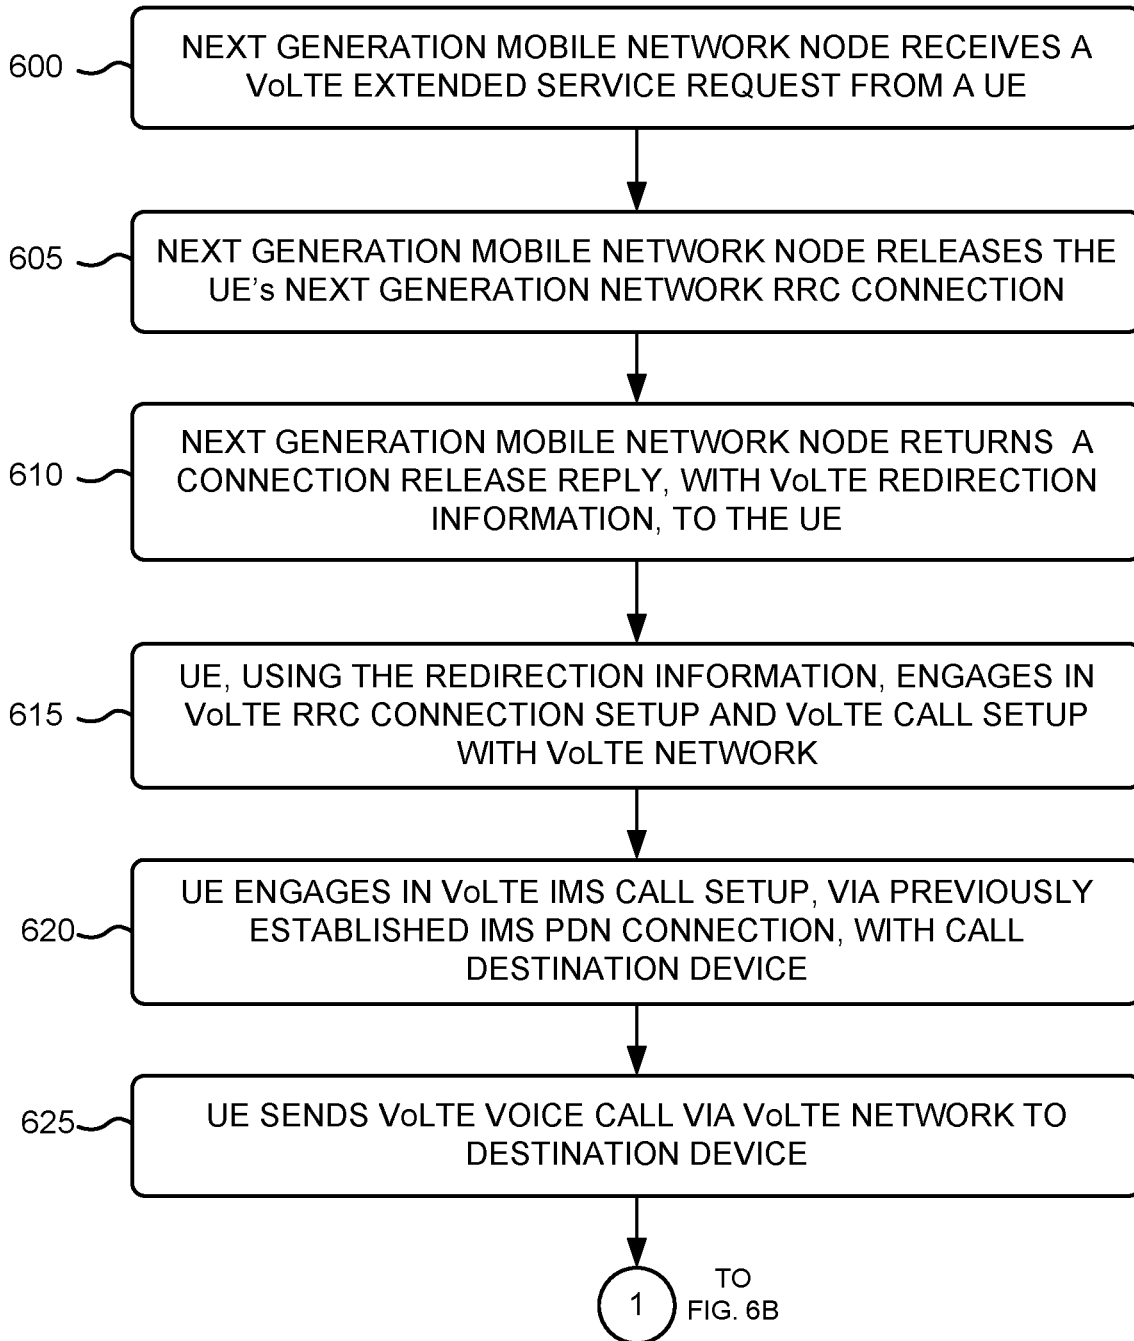 600
NEXT GENERATION MOBILE NETWORK NODE RECEIVES A
VoLTE EXTENDED SERVICE REQUEST FROM A UE
605
NEXT GENERATION MOBILE NETWORK NODE RELEASES THE
UE's NEXT GENERATION NETWORK RRC CONNECTION
610
NEXT GENERATION MOBILE NETWORK NODE RETURNS A
CONNECTION RELEASE REPLY, WITH VoLTE REDIRECTION
INFORMATION, TO THE UE
615
UE, USING THE REDIRECTION INFORMATION, ENGAGES IN
VoLTE RRC CONNECTION SETUP AND VoLTE CALL SETUP
WITH VoLTE NETWORK
620
UE ENGAGES IN VoLTE IMS CALL SETUP, VIA PREVIOUSLY
ESTABLISHED IMS PDN CONNECTION, WITH CALL
DESTINATION DEVICE
625
UE SENDS VoLTE VOICE CALL VIA VoLTE NETWORK TO
DESTINATION DEVICE
1
TO
FIG. 6B